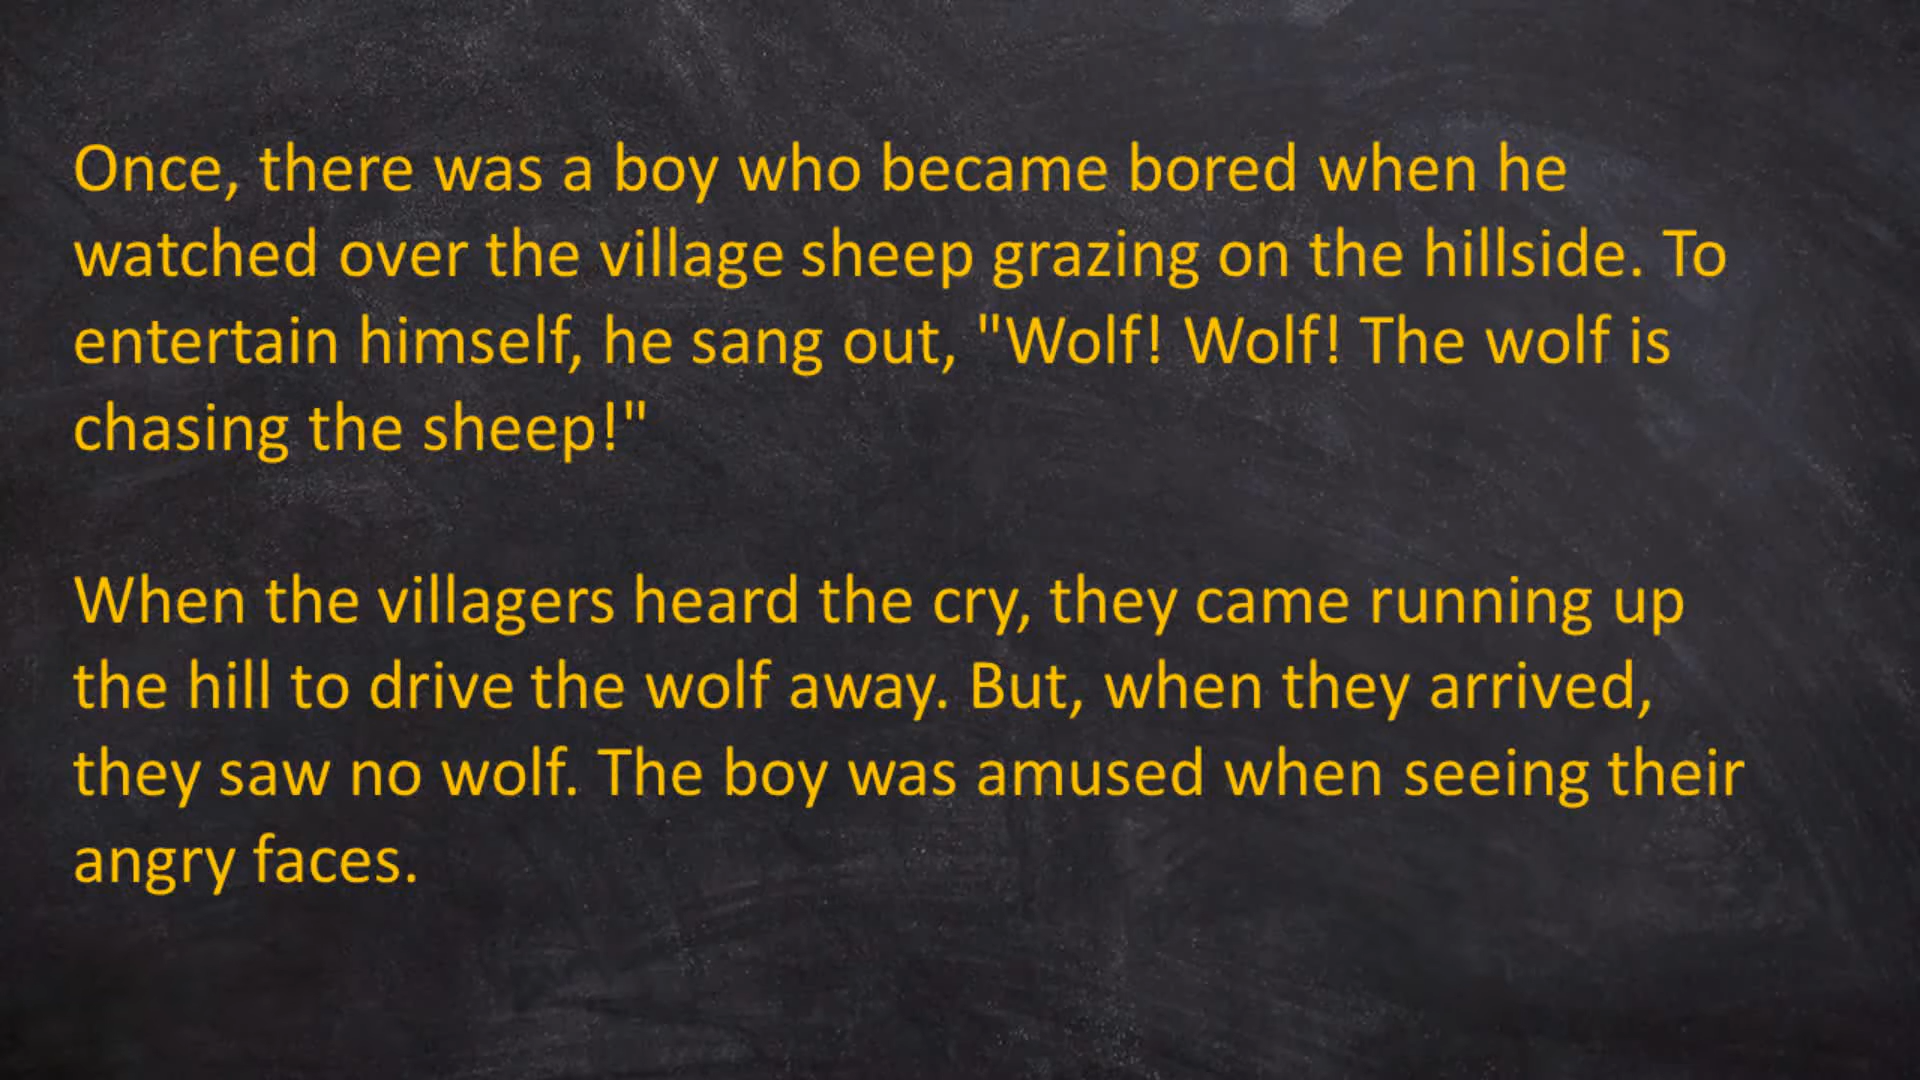 Once, there was a boy who became bored when he
watched over the village sheep grazing on the hillside. To
entertain himself, he sang out, "Wolf! Wolf! The wolf is
chasing the sheep!"
When the villagers heard the cry, they came running up
the hill to drive the wolf away. But, when they arrived,
they saw no wolf. The boy was amused when seeing their
angry faces.